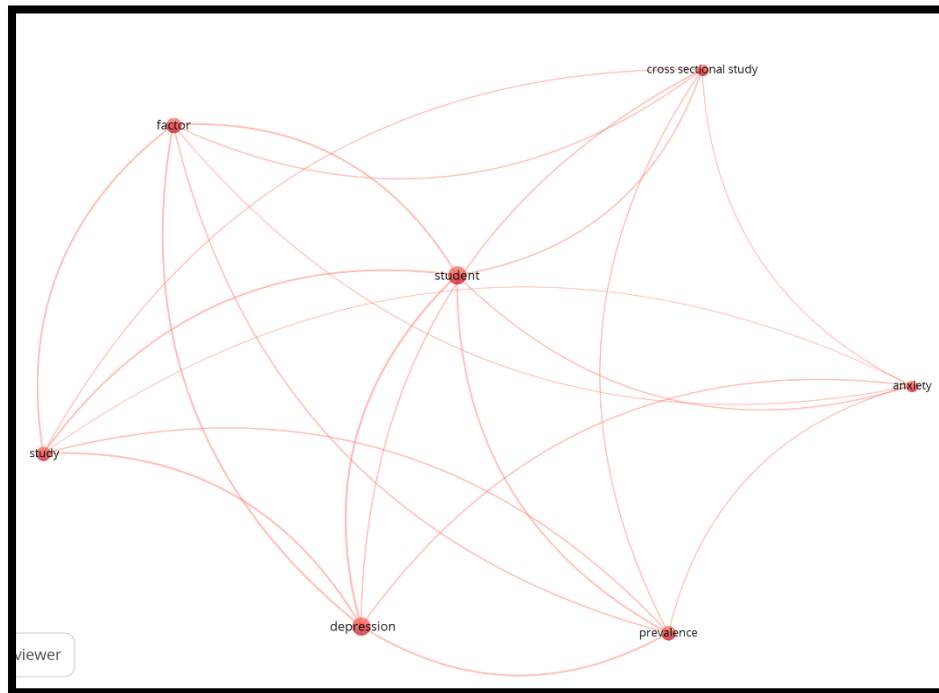 cross sectional study
factor
student
anxiety
study
depression
prevalence
viewer